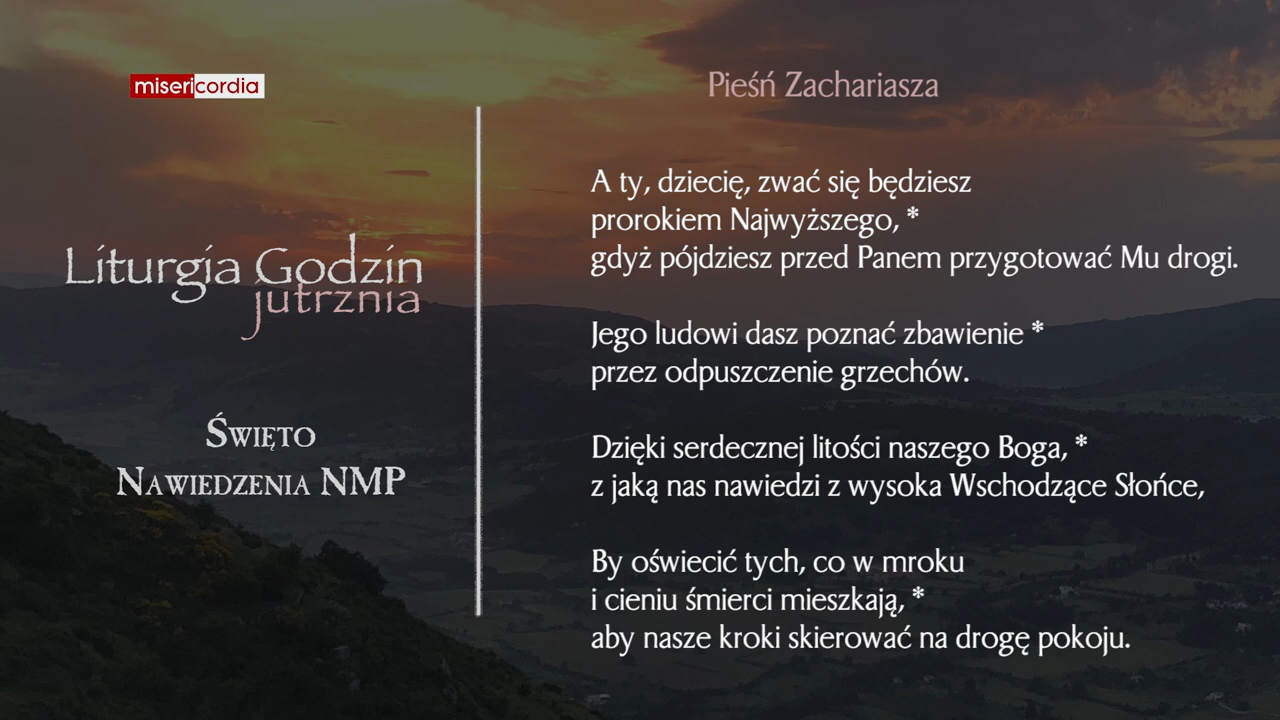 misericordia
Liturgia Godzin
jutrznia
Święto
Nawiedzenia NMP
Pieśń Zachariasza
A ty, dziecię, zwać się będziesz
prorokiem Najwyższego, *
gdyż pójdziesz przed Panem przygotować Mu drogi.
Jego ludowi dasz poznać zbawienie *
przez odpuszczenie grzechów.
Dzięki serdecznej litości naszego Boga, *
z jaką nas nawiedzi z wysoka Wschodzące Słońce,
By oświecić tych, co w mroku
i cieniu śmierci mieszkają, *
aby nasze kroki skierować na drogę pokoju.